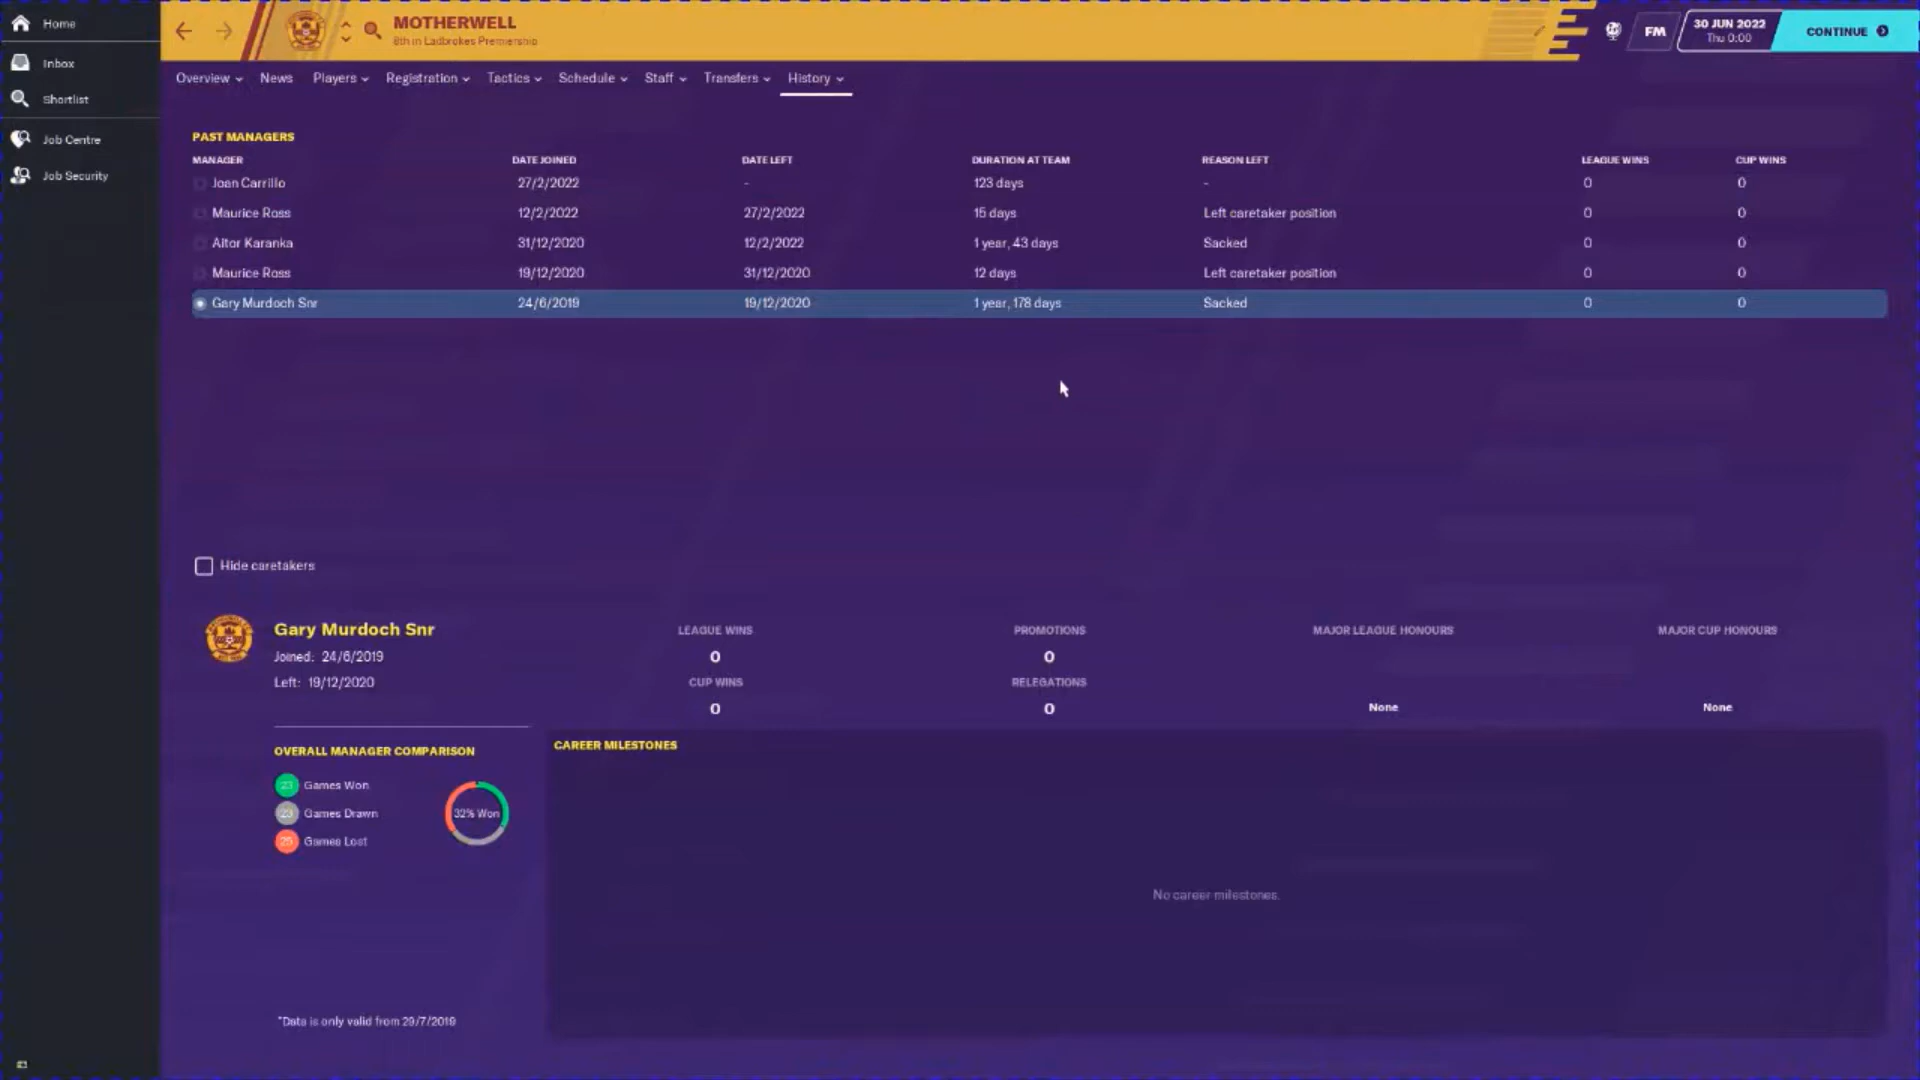 Home
Inbox
Shortlist
Job Centre
Job Security
MOTHERWELL
8th in Ladbrokes Premiership
FM
30 JUN 2022
Thu 0:00
CONTINUE
Overview News Players Registration Tactics Schedule Staff Transfers History
PAST MANAGERS
MANAGER DATE JOINED DATE LEFT DURATION AT TEAM REASON LEFT LEAGUE WINS CUP WINS
Joan Carrillo 27/2/2022 - 123 days - 0 0
Maurice Ross 12/2/2022 27/2/2022 15 days Left caretaker position 0 0
Aitor Karanka 31/12/2020 12/2/2022 1 year, 43 days Sacked 0 0
Maurice Ross 19/12/2020 31/12/2020 12 days Left caretaker position 0 0
Gary Murdoch Snr 24/6/2019 19/12/2020 1 year, 178 days Sacked 0 0
Hide caretakers
Gary Murdoch Snr
Joined: 24/6/2019
Left: 19/12/2020
LEAGUE WINS PROMOTIONS MAJOR LEAGUE HONOURS MAJOR CUP HONOURS
0 0
CUP WINS RELEGATIONS
0 0 None None
OVERALL MANAGER COMPARISON
23 Games Won
23 Games Drawn
25 Games Lost
32% Won
CAREER MILESTONES
No career milestones.
*Data is only valid from 29/7/2019